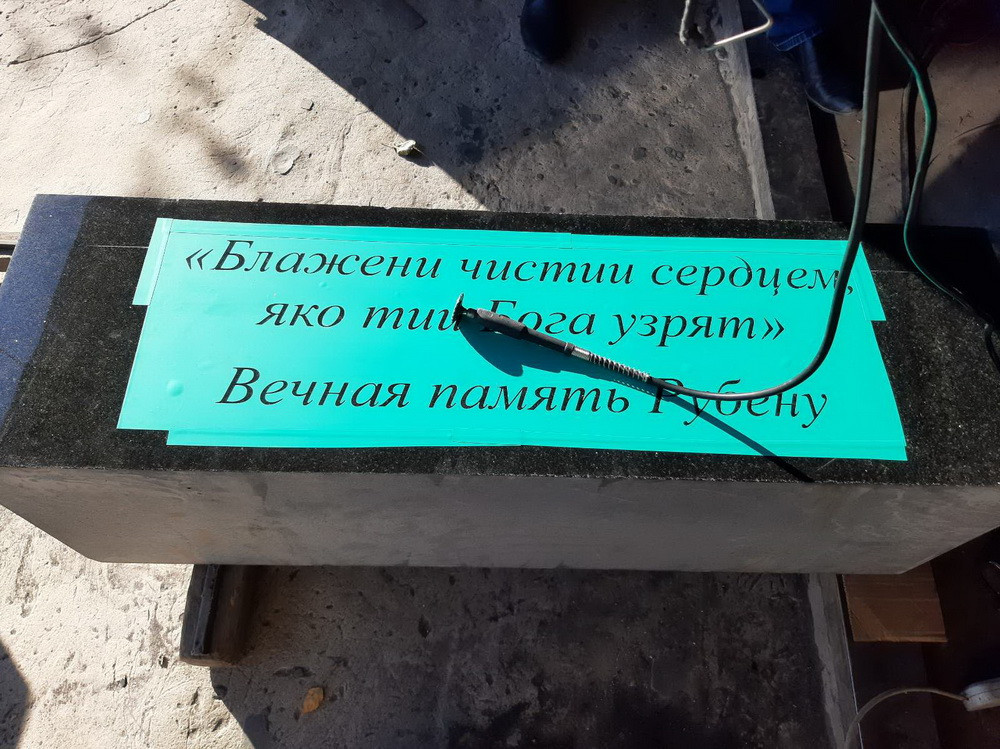 «Блажени чистии сердцем,
яко тии Бога узрят»
Вечная память Рубену